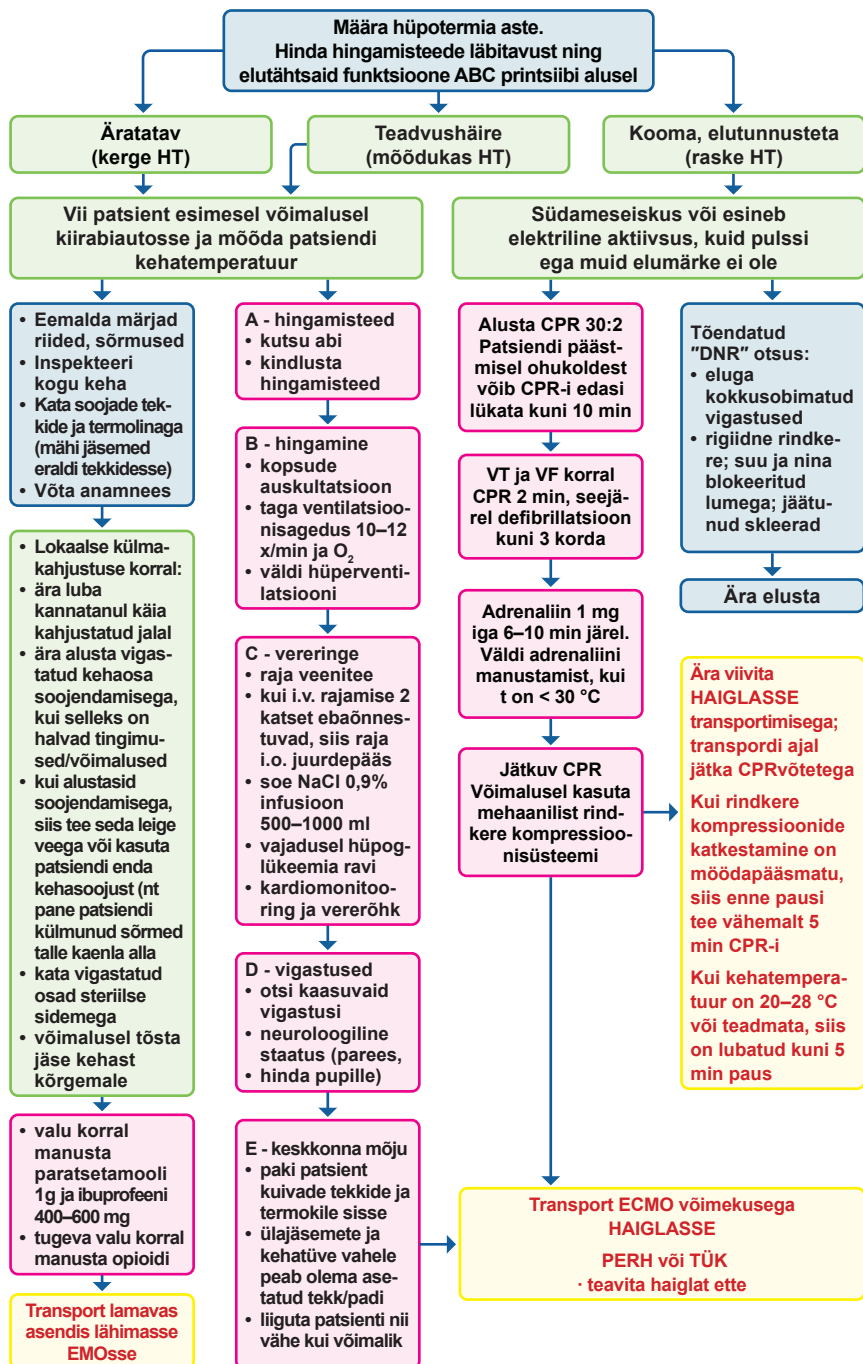 Määra hüpotermia aste.
Hinda hingamisteede läbitavust ning
elutähtsaid funktsioone ABC printsiibi alusel
Äratatav
(kerge HT)
Teadvushäire
(mõõdukas HT)
Kooma, elutunnusteta
(raske HT)
Vii patsient esimesel võimalusel
kiirabiautosse ja mõõda patsiendi
kehatemperatuur
Südameseiskus või esineb
elektriline aktiivsus, kuid pulssi
ega muid elumärke ei ole
• Eemalda märjad
riided, sõrmused
• Inspekteeri
kogu keha
• Kata soojade tek-
kide ja termolinaga
(mähi jäsemed
eraldi tekkidesse)
• Võta anamnees
• Lokaalse külma-
kahjustuse korral:
• ära luba
kannatanul käia
kahjustatud jalal
• ära alusta vigas-
tatud kehaosa
soojendamisega,
kui selleks on
halvad tingimu-
sed/võimalused
• kui alustasid
soojendamisega,
siis tee seda leige
veega või kasuta
patsiendi enda
kehasoojust (nt
pane patsiendi
külmunud sõrmed
talle kaenla alla
• kata vigastatud
osad steriilse
sidemega
• võimalusel tõsta
jäse kehast
kõrgemale
• valu korral
manusta
paratsetamooli
1g ja ibuprofeeni
400–600 mg
• tugeva valu korral
manusta opioidi
Transport lamavas
asendis lähimasse
EMOsse
A - hingamisteed
• kutsu abi
• kindlusta
hingamisteed
B - hingamine
• kopsude
auskultatsioon
• taga ventilatsioo-
nisagedus 10–12
x/min ja O₂
• väldi hüperventi-
latsiooni
C - vereringe
• raja veenitee
• kui i.v. rajamise 2
katset ebaõnnes-
tuvad, siis raja
i.o. juurdepääs
• soe NaCl 0,9%
infusioon
500–1000 ml
• vajadusel hüpog-
lükeemia ravi
• kardiomonitoo-
ring ja vererõhk
D - vigastused
• otsi kaasuvaid
vigastusi
• neuroloogiline
staatus (parees,
• hinda pupille)
E - keskkonna mõju
• paki patsient
kuivade tekkide ja
termokile sisse
• ülajäsemete ja
kehatüve vahele
peab olema ase-
tatud tekk/padi
• liiguta patsienti nii
vähe kui võimalik
Alusta CPR 30:2
Patsiendi pääst-
misel ohukoldest
võib CPR-i edasi
lükata kuni 10 min
VT ja VF korral
CPR 2 min, seejä-
rel defibrillatsioon
kuni 3 korda
Adrenaliin 1 mg
iga 6–10 min järel.
Väldi adrenaliini
manustamist, kui
t on < 30 °C
Jätkuv CPR
Võimalusel kasuta
mehaanilist rind-
kere kompressioo-
nisüsteemi
Tõendatud
"DNR" otsus:
• eluga
kokkusobimatud
vigastused
• rigiidne rindke-
re; suu ja nina
blokeeritud
lumega; jäätu-
nud skleerad
Ära elusta
Ära viivita
HAIGLASSE
transportimisega;
transpordi ajal
jätka CPRvõtetega
Kui rindkere
kompressioonide
katkestamine on
möödapääsmatu,
siis enne pausi
tee vähemalt 5
min CPR-i
Kui kehatempera-
tuur on 20–28 °C
või teadmata, siis
on lubatud kuni 5
min paus
Transport ECMO võimekusega
HAIGLASSE
PERH või TÜK
· teavita haiglat ette